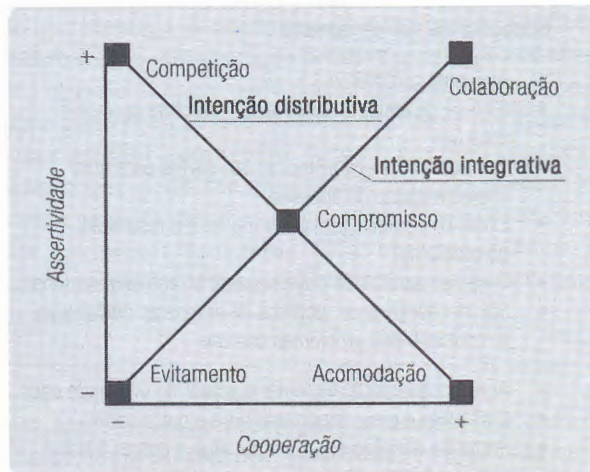 +
Competição
Colaboração
Intenção distributiva
Intenção integrativa
Compromisso
Assertividade
Evitamento
Acomodação
−
−
+
Cooperação